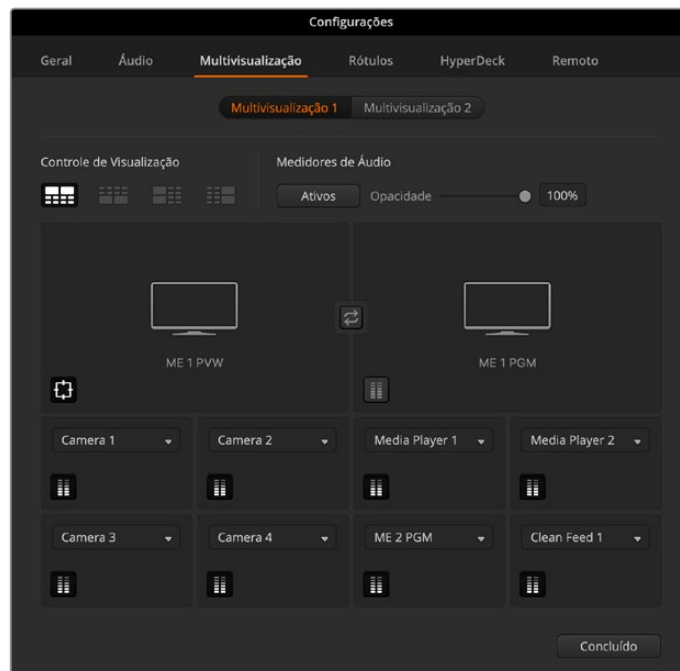 Configurações
Geral Áudio Multivisualização Rótulos HyperDeck Remoto
Multivisualização 1 Multivisualização 2
Controle de Visualização Medidores de Áudio
Ativos Opacidade 100%
ME 1 PVW ME 1 PGM
Camera 1 Camera 2 Media Player 1 Media Player 2
Camera 3 Camera 4 ME 2 PGM Clean Feed 1
Concluído